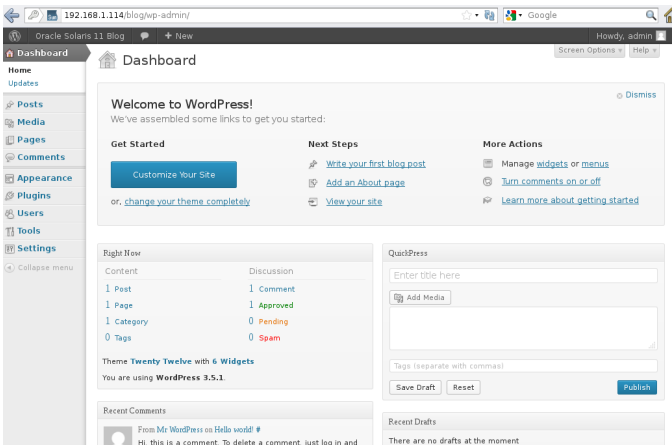 192.168.1.114/blog/wp-admin/
Google
Oracle Solaris 11 Blog + New Howdy, admin
Dashboard
Home
Updates
Posts
Media
Pages
Comments
Appearance
Plugins
Users
Tools
Settings
Collapse menu
Screen Options Help
Dashboard
Dismiss
Welcome to WordPress!
We've assembled some links to get you started:
Get Started
Customize Your Site
or, change your theme completely
Next Steps
Write your first blog post
Add an About page
View your site
More Actions
Manage widgets or menus
Turn comments on or off
Learn more about getting started
Right Now
Content Discussion
1 Post 1 Comment
1 Page 1 Approved
1 Category 0 Pending
0 Tags 0 Spam
Theme Twenty Twelve with 6 Widgets
You are using WordPress 3.5.1.
Recent Comments
From Mr WordPress on Hello world! #
Hi, this is a comment. To delete a comment, just log in and
QuickPress
Enter title here
Add Media
Tags (separate with commas)
Save Draft Reset Publish
Recent Drafts
There are no drafts at the moment